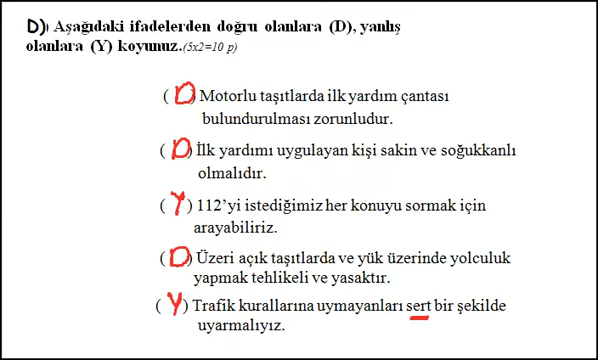 D) Aşağıdaki ifadelerden doğru olanlara (D), yanlış
olanlara (Y) koyunuz.(5x2=10 p)
( D ) Motorlu taşıtlarda ilk yardım çantası
bulundurulması zorunludur.
( D ) İlk yardımı uygulayan kişi sakin ve soğukkanlı
olmalıdır.
( Y ) 112’yi istediğimiz her konuyu sormak için
arayabiliriz.
( D ) Üzeri açık taşıtlarda ve yük üzerinde yolculuk
yapmak tehlikeli ve yasaktır.
( Y ) Trafik kurallarına uymayanları sert bir şekilde
uyarmalıyız.